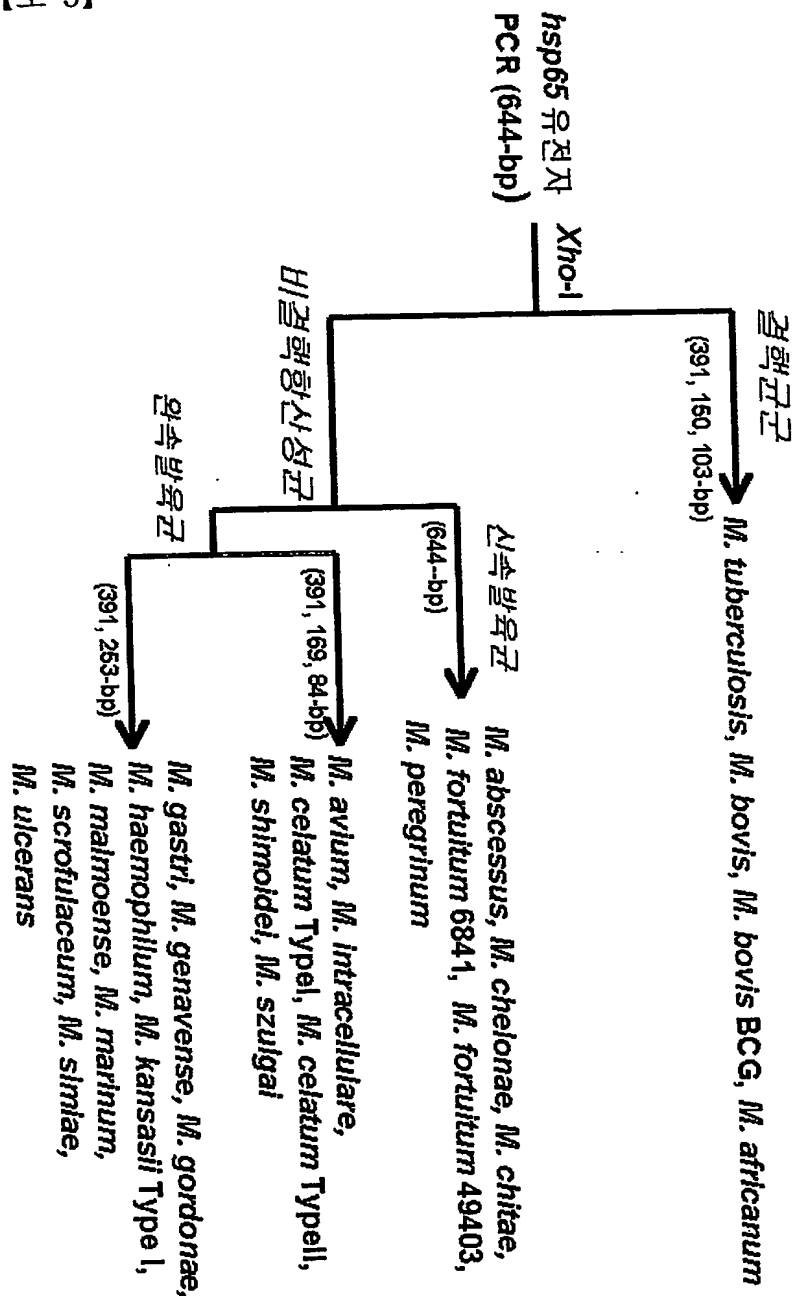 hsp65 유전자
PCR (644-bp)
Xho-I
결핵균군
(391, 150, 103-bp)
M. tuberculosis, M. bovis, M. bovis BCG, M. africanum
비결핵항산성균
신속발육균
(644--bp)
M. abscessus, M. chelonae, M. chitae,
M. fortuitum 6841, M. fortuitum 49403,
M. peregrinum
완속발육균
(391, 169, 84-bp)
M. avium, M. intracellulare,
M. celatum TypeI, M. celatum TypeII,
M. shimoidei, M. szulgai
(391, 253-bp)
M. gastri, M. genavense, M. gordonae,
M. haemophilum, M. kansasii Type I,
M. malmoense, M. marinum,
M. scrofulaceum, M. simiae,
M. ulcerans